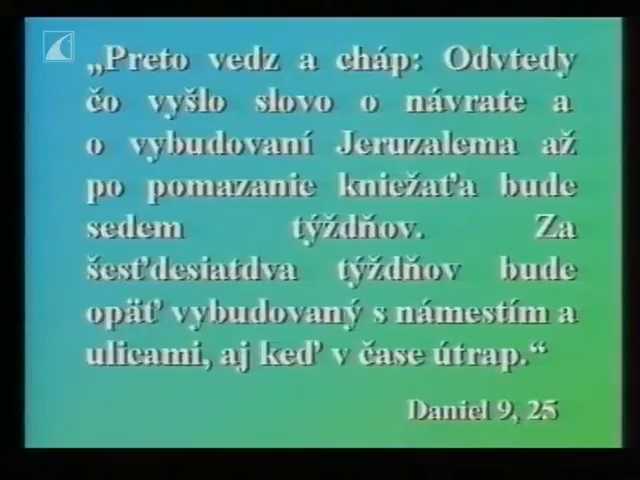 „Preto vedz a cháp: Odvtedy
čo vyšlo slovo o návrate a
o vybudovaní Jeruzalema až
po pomazanie kniežaťa bude
sedem týždňov. Za
šesťdesiatdva týždňov bude
opäť vybudovaný s námestím a
ulicami, aj keď v čase útrap.“
Daniel 9, 25